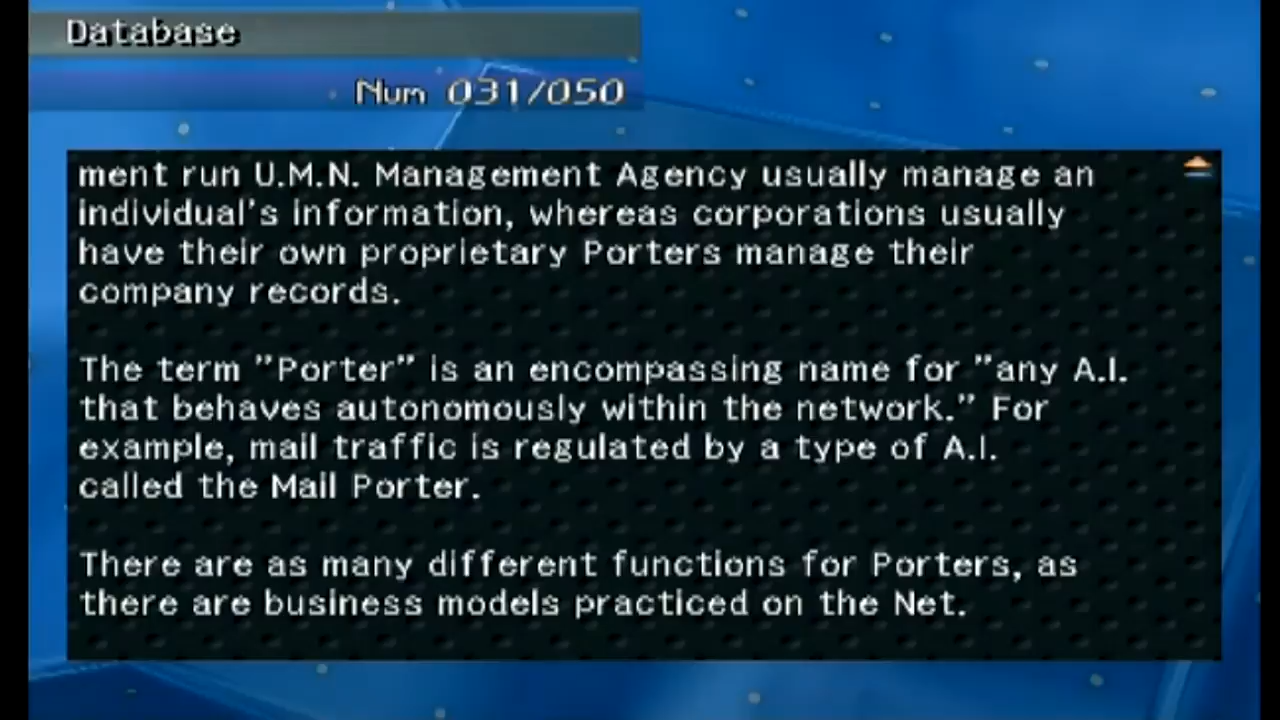 Database
Num 031/050
ment run U.M.N. Management Agency usually manage an
individual's information, whereas corporations usually
have their own proprietary Porters manage their
company records.
The term "Porter" is an encompassing name for "any A.I.
that behaves autonomously within the network." For
example, mail traffic is regulated by a type of A.I.
called the Mail Porter.
There are as many different functions for Porters, as
there are business models practiced on the Net.